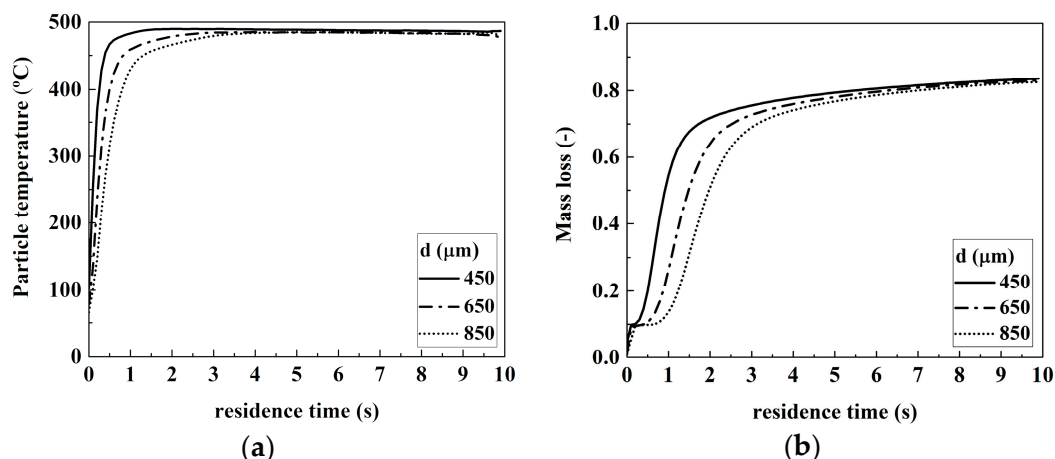 Particle temperature (ºC)
500
400
300
200
100
0
d (µm)
450
650
850
0 1 2 3 4 5 6 7 8 9 10
residence time (s)
(a)
Mass loss (-)
1.0
0.8
0.6
0.4
0.2
0.0
d (µm)
450
650
850
0 1 2 3 4 5 6 7 8 9 10
residence time (s)
(b)